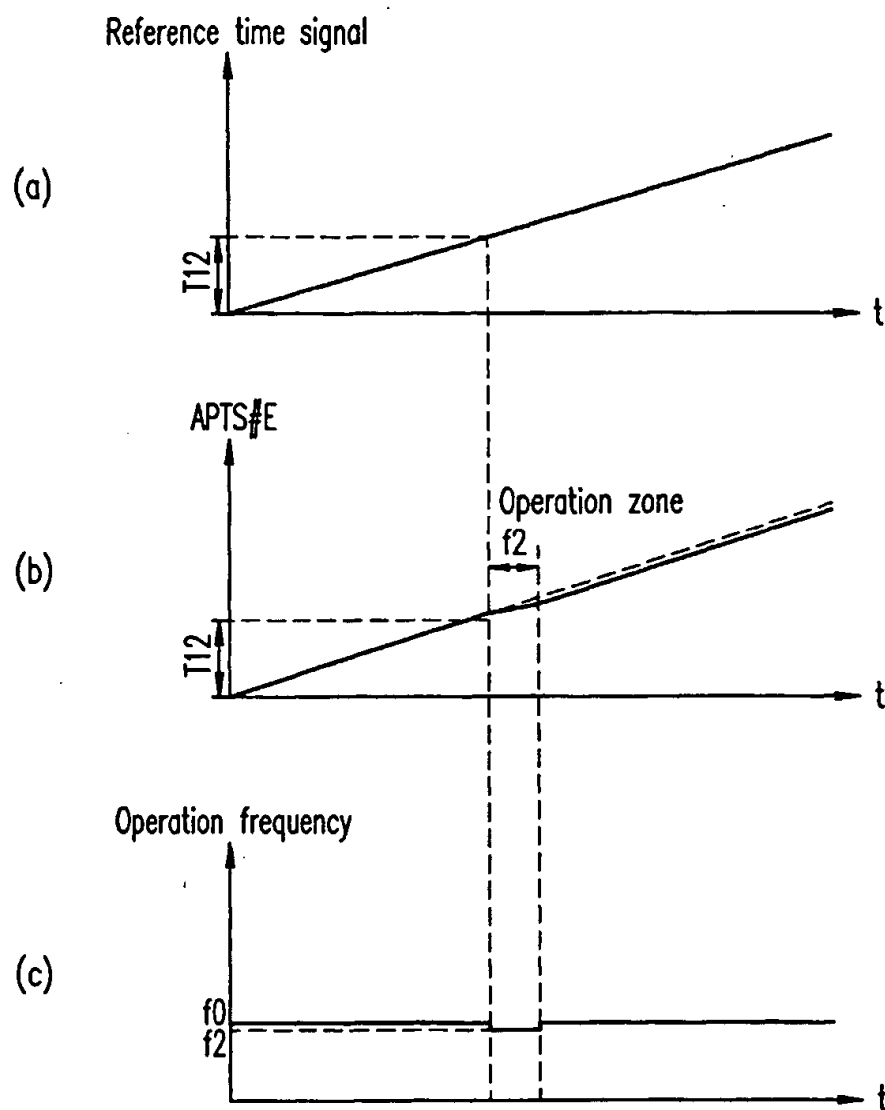 Reference time signal
(a)
T12
t
APTS#E
Operation zone
f2
(b)
T12
t
Operation frequency
(c)
f0
f2
t